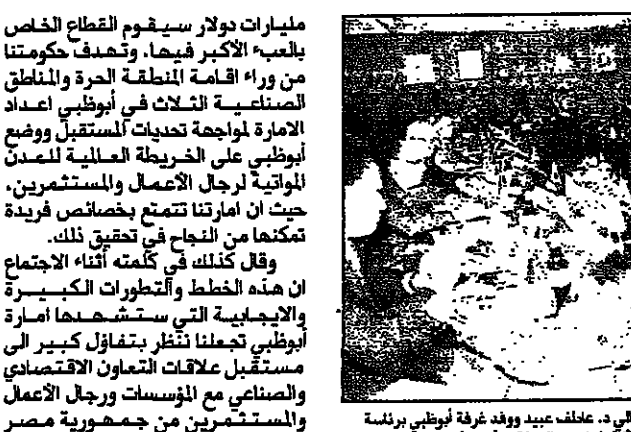 مليارات دولار سيقوم القطاع الخاص
بالعبء الأكبر فيها. وتهدف حكومتنا
من وراء اقامة المنطقة الحرة والمناطق
الصناعية الثلاث في أبوظبي اعداد
الامارة لمواجهة تحديات المستقبل ووضع
أبوظبي على الخريطة العالمية للمدن
المواتية لرجال الأعمال والمستثمرين.
حيث ان امارتنا تتمتع بخصائص فريدة
تمكنها من النجاح في تحقيق ذلك.
وقال كذلك في كلمته أثناء الاجتماع
ان هذه الخطط والتطورات الكبيرة
والايجابية التي ستشهدها امارة
أبوظبي تجعلنا ننظر بتفاؤل كبير الى
مستقبل علاقات التعاون الاقتصادي
والصناعي مع المؤسسات ورجال الأعمال
والمستثمرين من جمهورية مصر
الي د. عاطف عبيد ووفد غرفة أبوظبي برئاسة